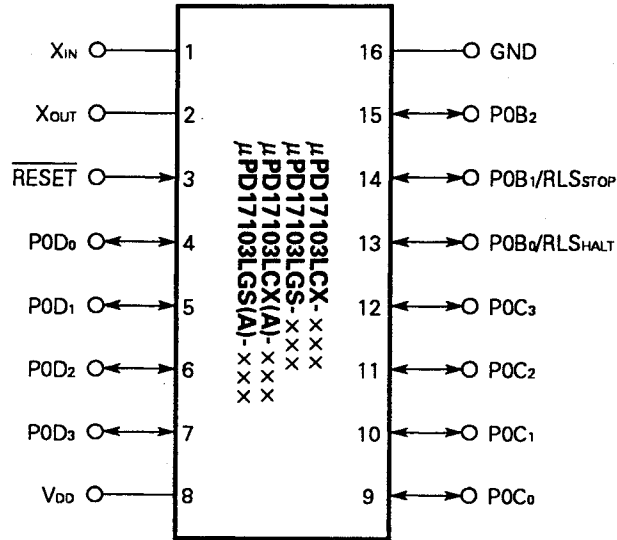 XIN 1 16 GND
XOUT 2 15 P0B2
RESET 3 14 P0B1/RLSSTOP
P0D0 4 13 P0B0/RLSHALT
P0D1 5 12 P0C3
P0D2 6 11 P0C2
P0D3 7 10 P0C1
VDD 8 9 P0C0
μPD17103LCX-×××
μPD17103LGS-×××
μPD17103LCX(A)-×××
μPD17103LGS(A)-×××